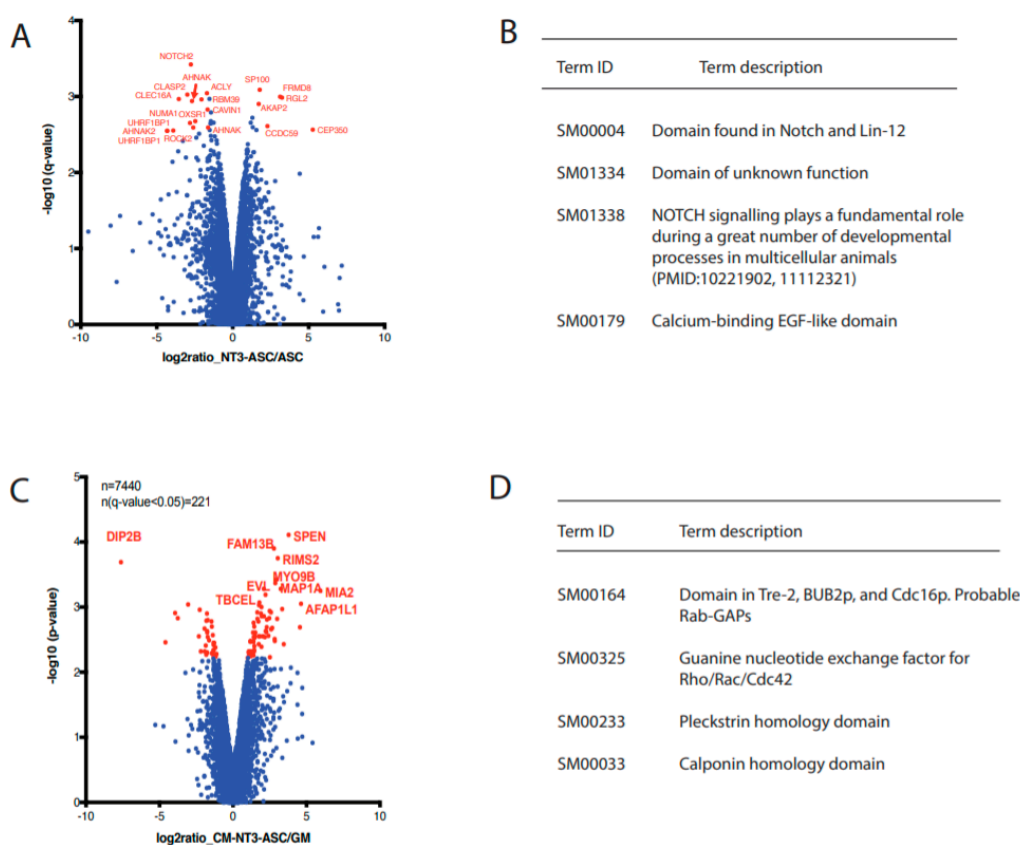 A
4
3
2
1
0
-10
-5
0
5
10
-log10 (q-value)
log2ratio_NT3-ASC/ASC
NOTCH2
AHNAK
CLASP2
ACLY
CLEC16A
RBM39
CAVIN1
NUMA1
OXSR1
UHRF1BP1
AHNAK2
ROCK2
AHNAK
UHRF1BP1
SP100
FRMD8
RGL2
AKAP2
CCDC59
CEP350
B
Term ID Term description
SM00004 Domain found in Notch and Lin-12
SM01334 Domain of unknown function
SM01338 NOTCH signalling plays a fundamental role
during a great number of developmental
processes in multicellular animals
(PMID:10221902, 11112321)
SM00179 Calcium-binding EGF-like domain
C
5
4
3
2
1
0
-10
-5
0
5
10
-log10 (p-value)
log2ratio_CM-NT3-ASC/GM
n=7440
n(q-value<0.05)=221
DIP2B
SPEN
FAM13B
RIMS2
MYO9B
EVL
MAP1A
MIA2
TBCEL
AFAP1L1
D
Term ID Term description
SM00164 Domain in Tre-2, BUB2p, and Cdc16p. Probable
Rab-GAPs
SM00325 Guanine nucleotide exchange factor for
Rho/Rac/Cdc42
SM00233 Pleckstrin homology domain
SM00033 Calponin homology domain